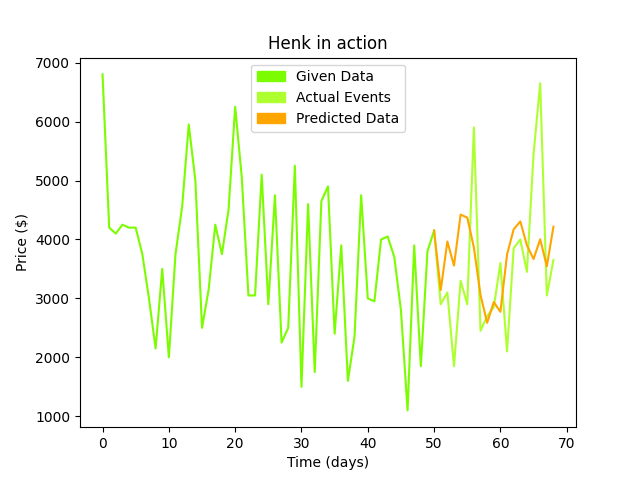 Henk in action
Given Data
Actual Events
Predicted Data
Price ($)
7000
6000
5000
4000
3000
2000
1000
0 10 20 30 40 50 60 70
Time (days)